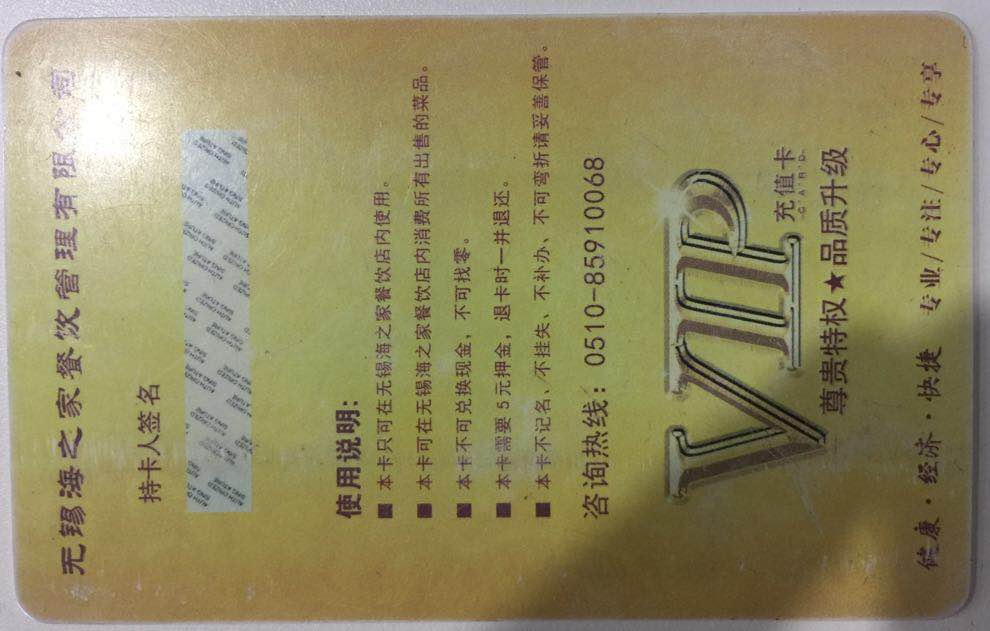 无锡海之家餐饮管理有限公司
持卡人签名
使用说明:
■ 本卡只可在无锡海之家餐饮店内使用。
■ 本卡可在无锡海之家餐饮店内消费所有出售的菜品。
■ 本卡不可兑换现金，不可找零。
■ 本卡需要5元押金，退卡时一并退还。
■ 本卡不记名、不挂失、不补办、不可弯折请妥善保管。
咨询热线：0510-85910068
VIP
充值卡
CARD
尊贵特权★品质升级
健康·经济·快捷 专业/专注/专心/专享